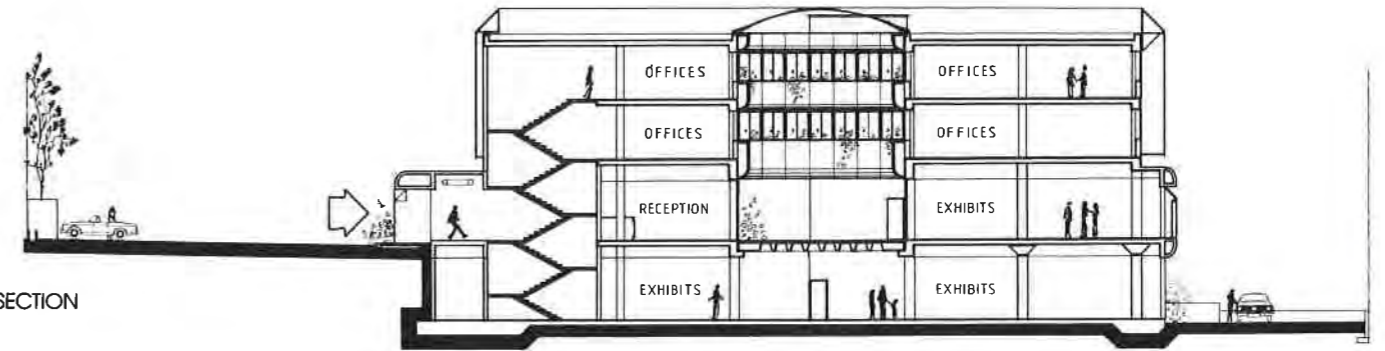 OFFICES
OFFICES
OFFICES
OFFICES
RECEPTION
EXHIBITS
EXHIBITS
EXHIBITS
SECTION